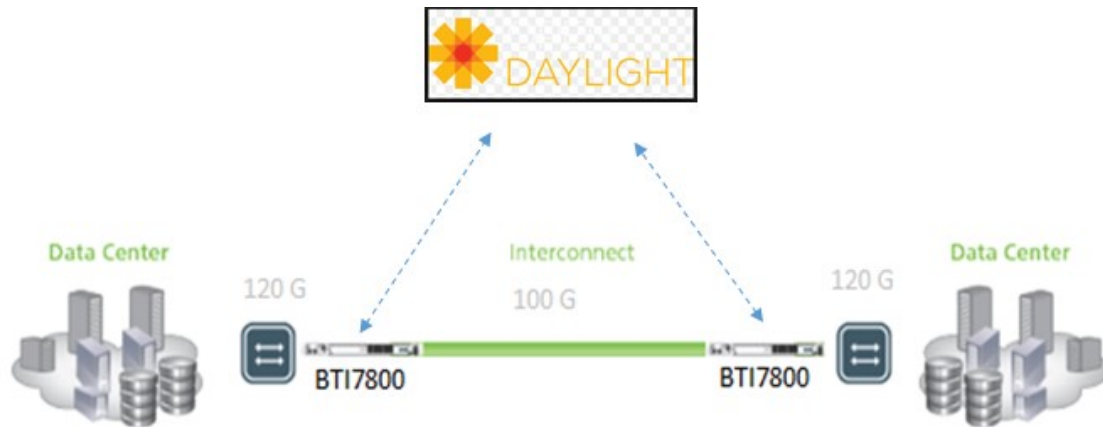 DAYLIGHT
Data Center
Interconnect
Data Center
120 G
100 G
120 G
BTI7800
BTI7800